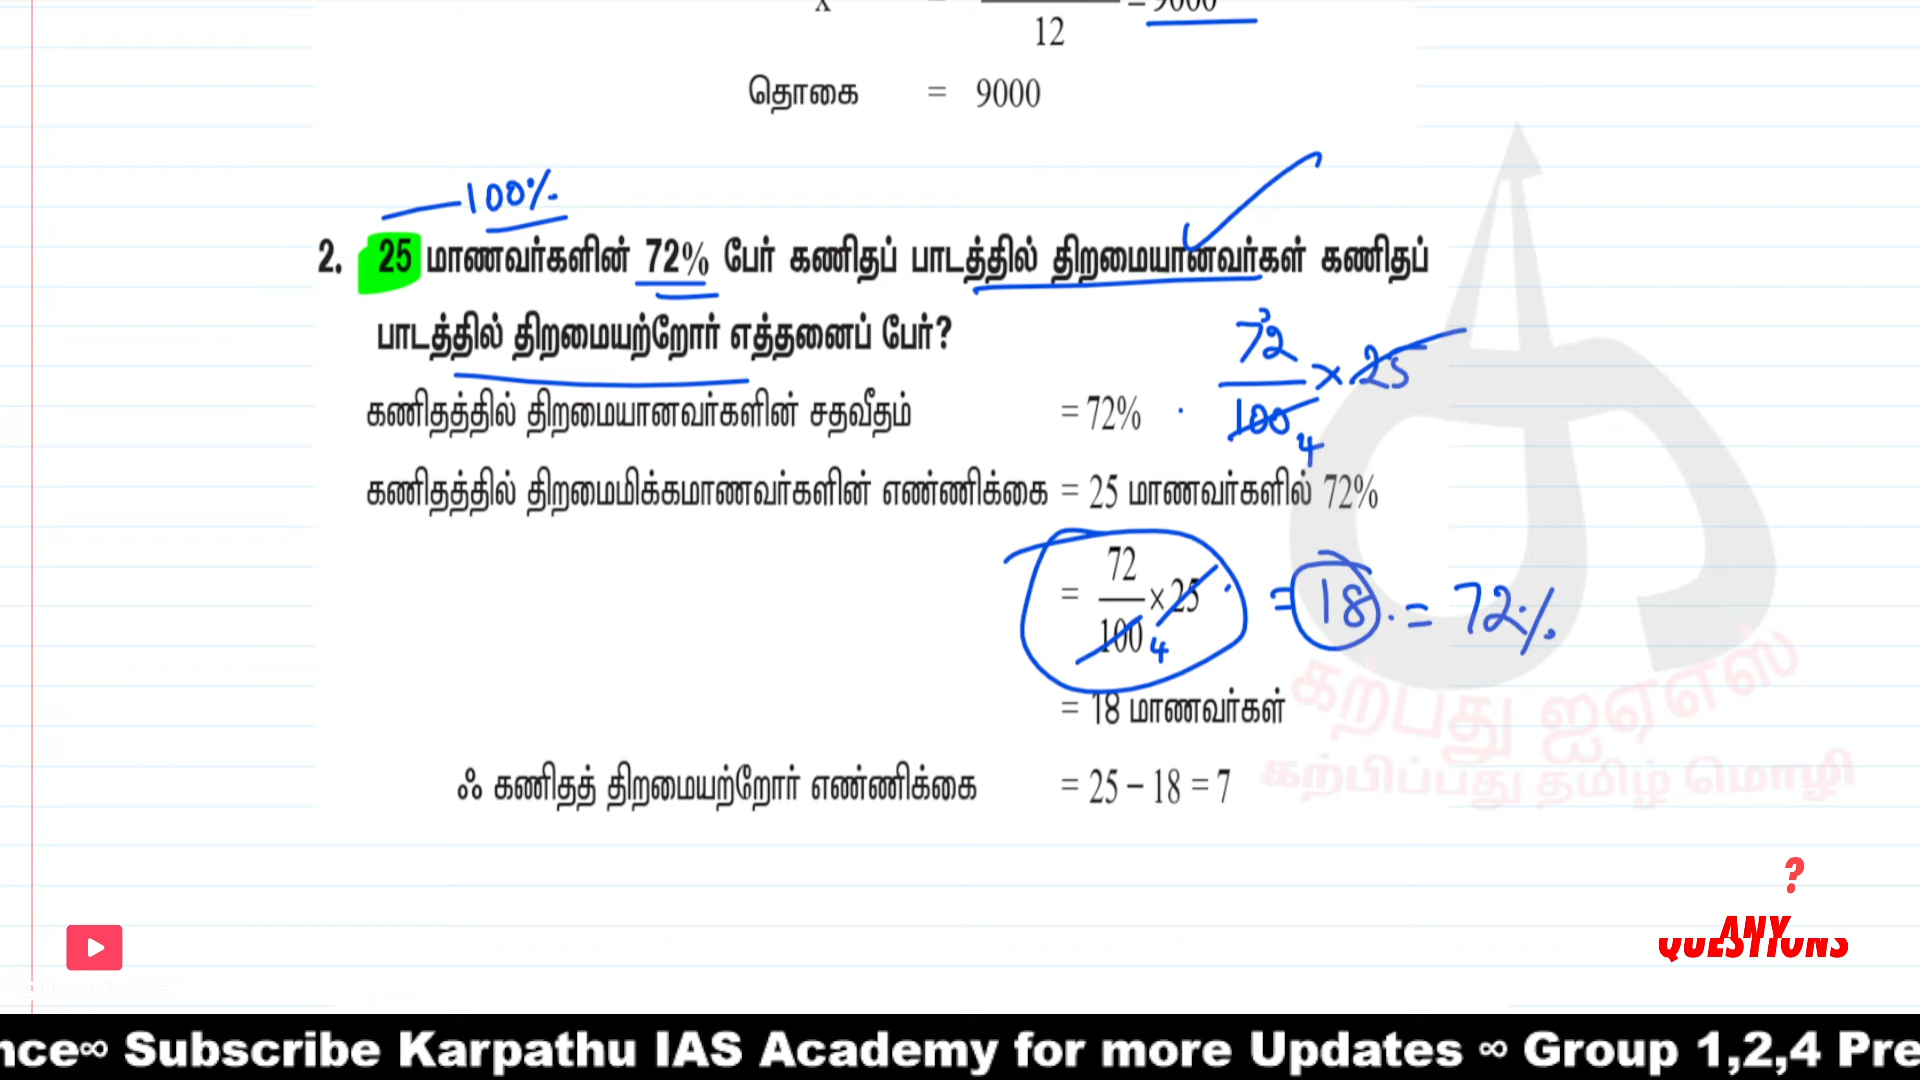 x = = 9000
12
தொகை = 9000
100%
2. 25 மாணவர்களின் 72% பேர் கணிதப் பாடத்தில் திறமையானவர்கள் கணிதப்
பாடத்தில் திறமையற்றோர் எத்தனைப் பேர்?
72
× 25
100 4
கணிதத்தில் திறமையானவர்களின் சதவீதம் = 72%
கணிதத்தில் திறமைமிக்கமாணவர்களின் எண்ணிக்கை = 25 மாணவர்களில் 72%
72
= × 25 = 18 = 72%
100 4
= 18 மாணவர்கள்
ஃ கணிதத் திறமையற்றோர் எண்ணிக்கை = 25 – 18 = 7
கற்பது ஐஏஎஸ்
கற்பிப்பது தமிழ் மொழி
?
ANY
QUESTIONS
nce∞ Subscribe Karpathu IAS Academy for more Updates ∞ Group 1,2,4 Pre